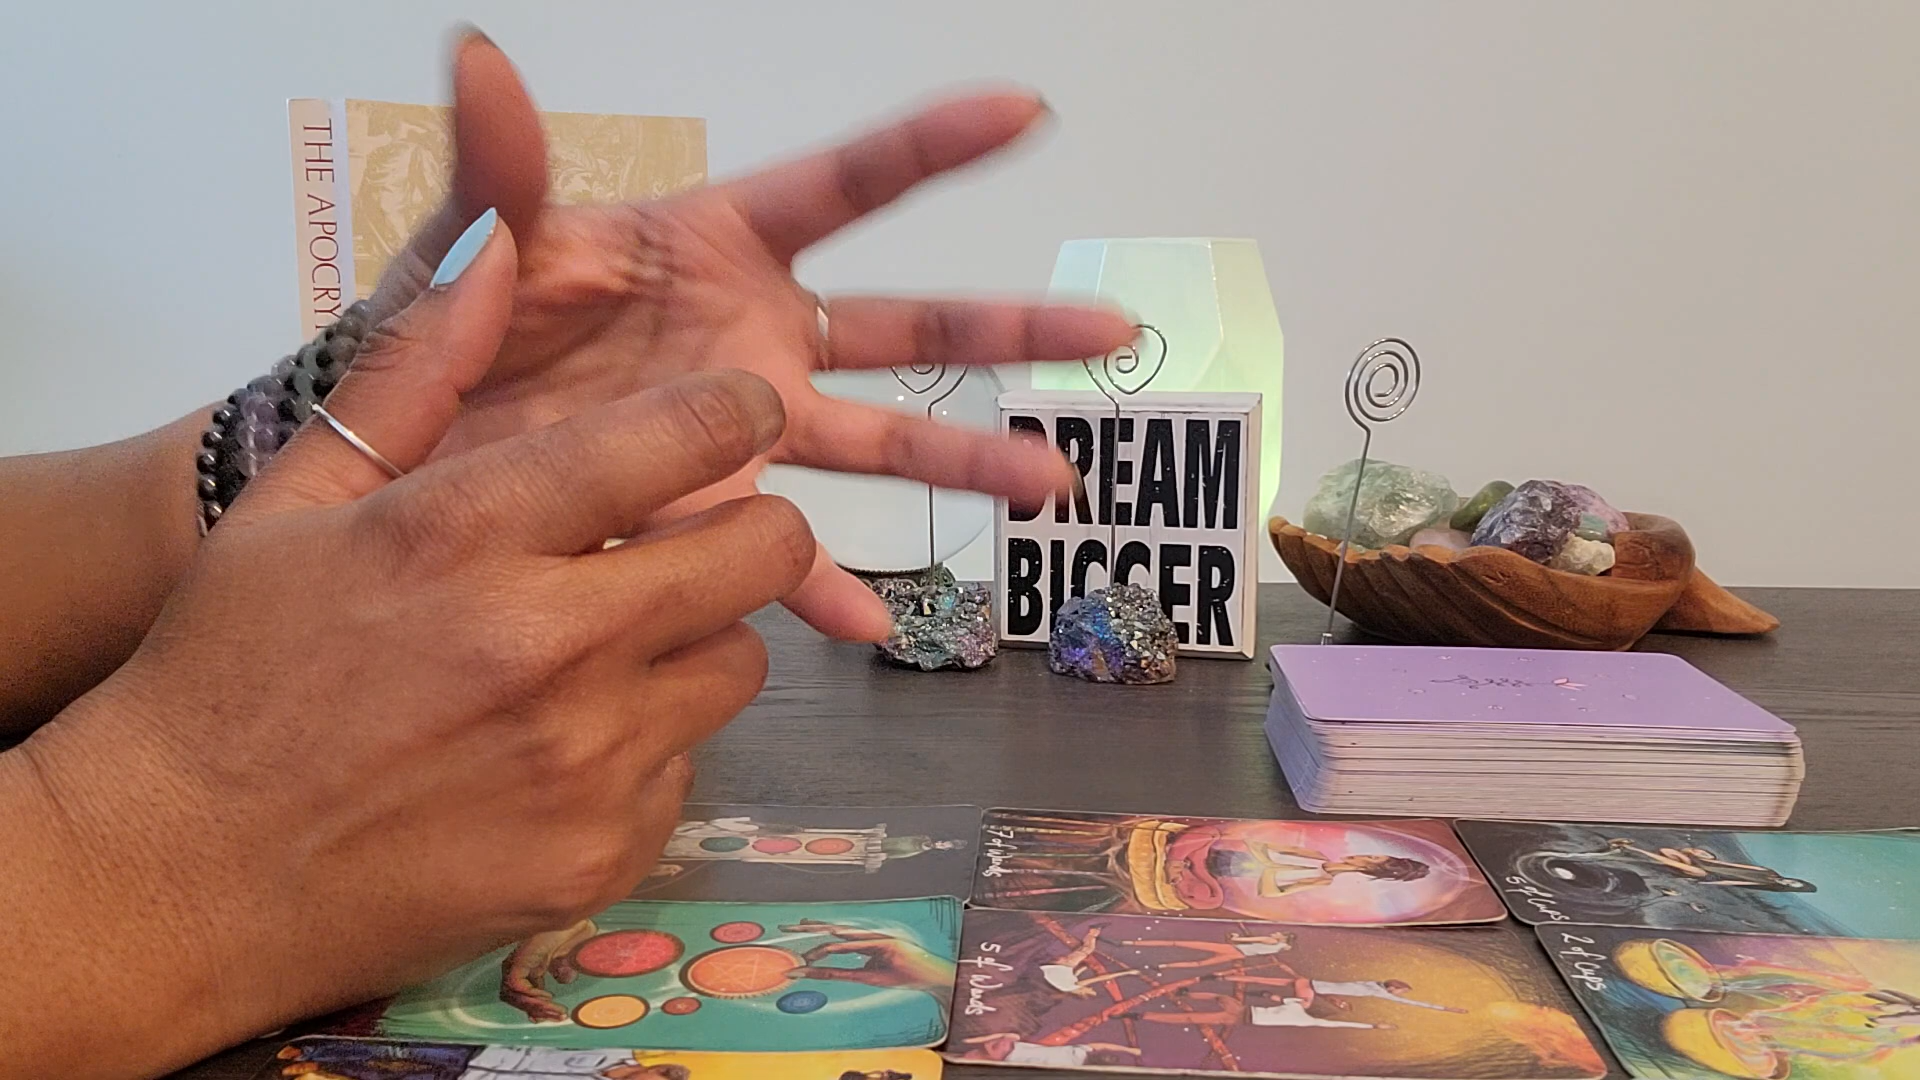 THE APOCRY
DREAM
BIGGER
7 of Wands
5 of Cups
5 of Wands
2 of Cups